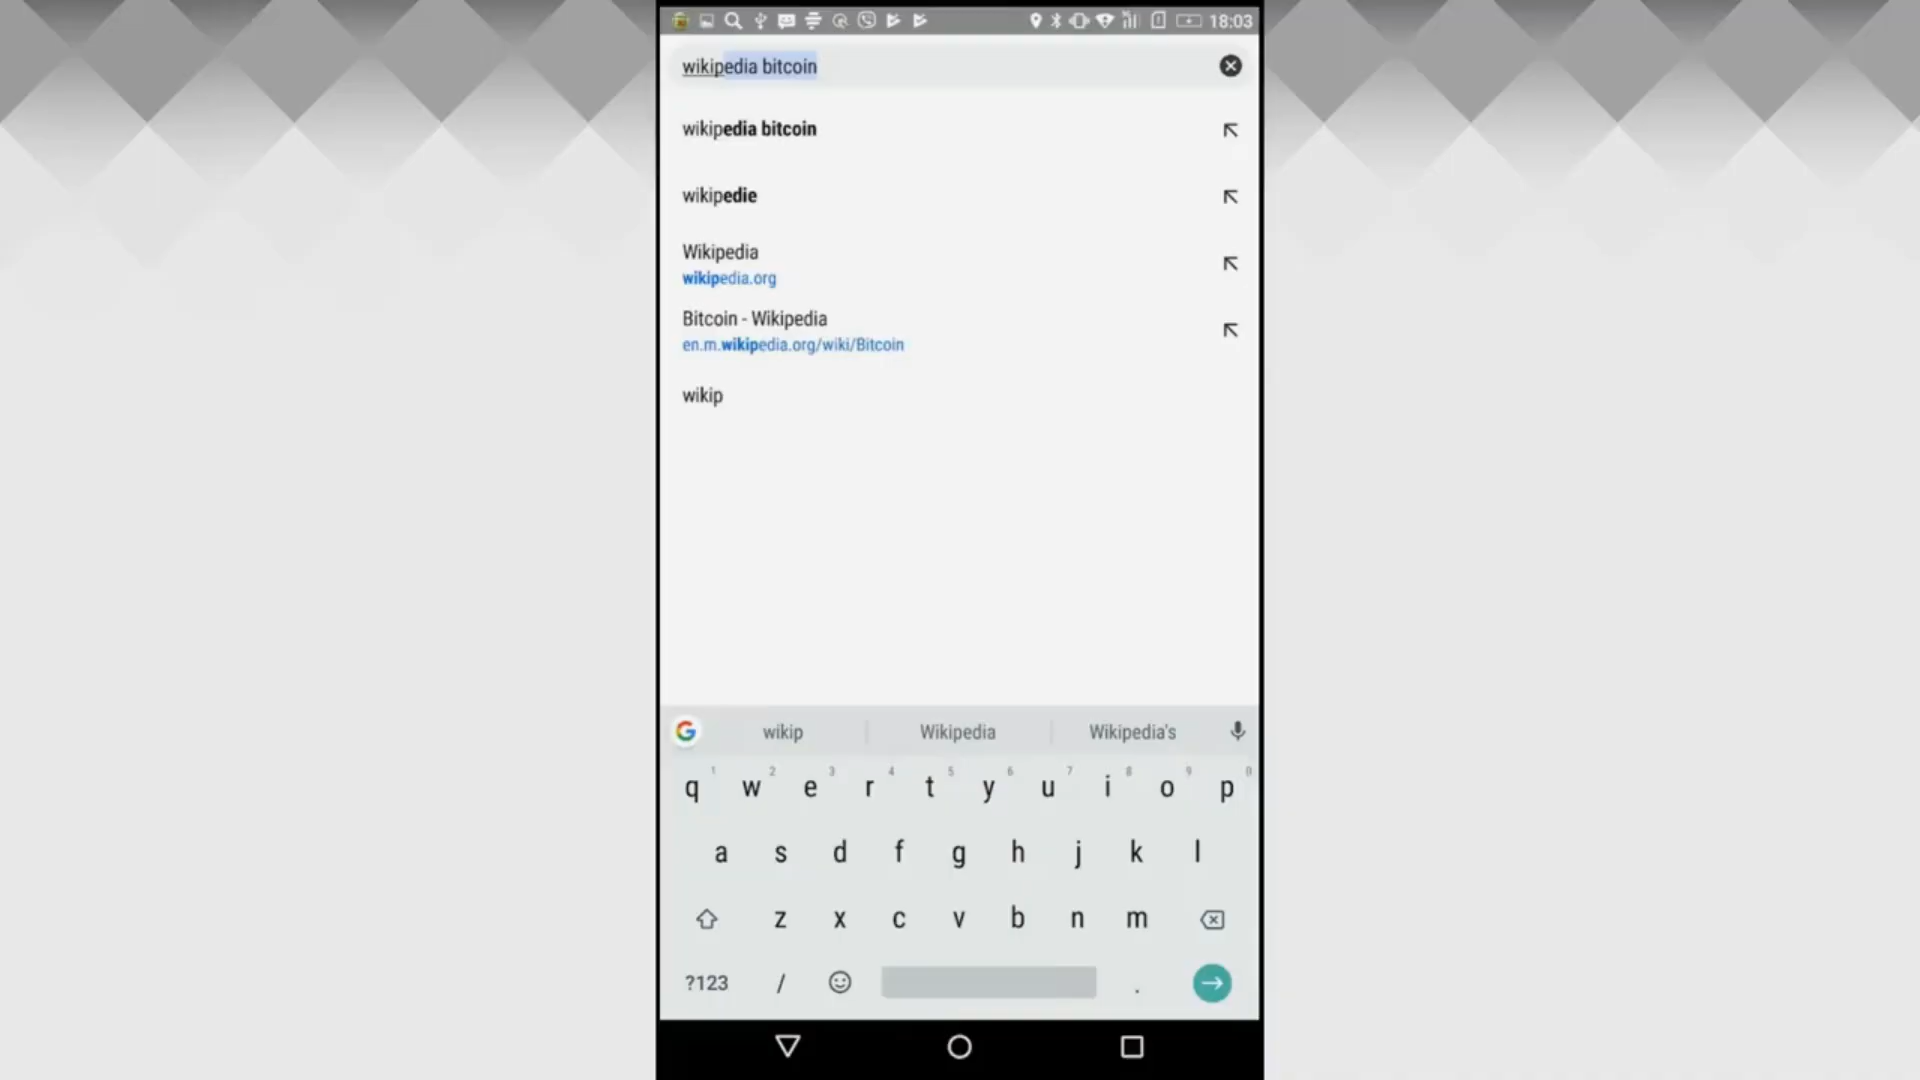 18:03
wikipedia bitcoin
wikipedia bitcoin
wikipedie
Wikipedia
wikipedia.org
Bitcoin - Wikipedia
en.m.wikipedia.org/wiki/Bitcoin
wikip
G wikip Wikipedia Wikipedia's
1 2 3 4 5 6 7 8 9 0
q w e r t y u i o p
a s d f g h j k l
z x c v b n m
?123 / .